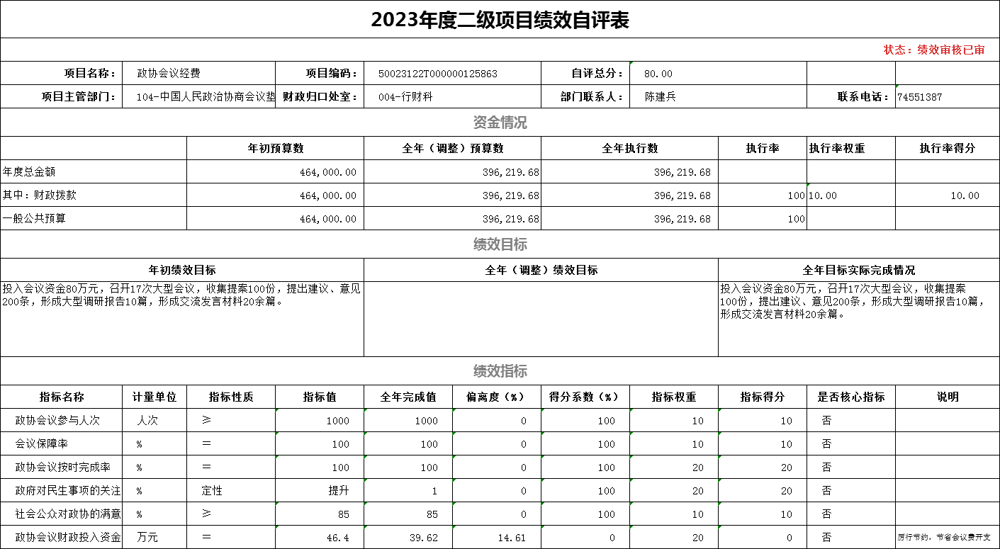 2023年度二级项目绩效自评表
状态：绩效审核已审
项目名称： 政协会议经费 项目编码： 50023122T000000125863 自评总分： 80.00
项目主管部门： 104-中国人民政治协商会议垫 财政归口处室： 004-行财科 部门联系人： 陈建兵 联系电话： 74551387
资金情况
年初预算数 全年（调整）预算数 全年执行数 执行率 执行率权重 执行率得分
年度总金额 464,000.00 396,219.68 396,219.68
其中：财政拨款 464,000.00 396,219.68 396,219.68 100 10.00 10.00
一般公共预算 464,000.00 396,219.68 396,219.68 100
绩效目标
年初绩效目标 全年（调整）绩效目标 全年目标实际完成情况
投入会议资金80万元，召开17次大型会议，收集提案100份，提出建议、意见
200条，形成大型调研报告10篇，形成交流发言材料20余篇。
投入会议资金80万元，召开17次大型会议，收集提案
100份，提出建议、意见200条，形成大型调研报告10篇，
形成交流发言材料20余篇。
绩效指标
指标名称 计量单位 指标性质 指标值 全年完成值 偏离度（%） 得分系数（%） 指标权重 指标得分 是否核心指标 说明
政协会议参与人次 人次 ≥ 1000 1000 0 100 10 10 否
会议保障率 % ＝ 100 100 0 100 10 10 否
政协会议按时完成率 % ＝ 100 100 0 100 20 20 否
政府对民生事项的关注 % 定性 提升 1 0 100 20 20 否
社会公众对政协的满意 % ≥ 85 85 0 100 10 10 否
政协会议财政投入资金 万元 ＝ 46.4 39.62 14.61 0 20 0 否 厉行节约，节省会议费开支